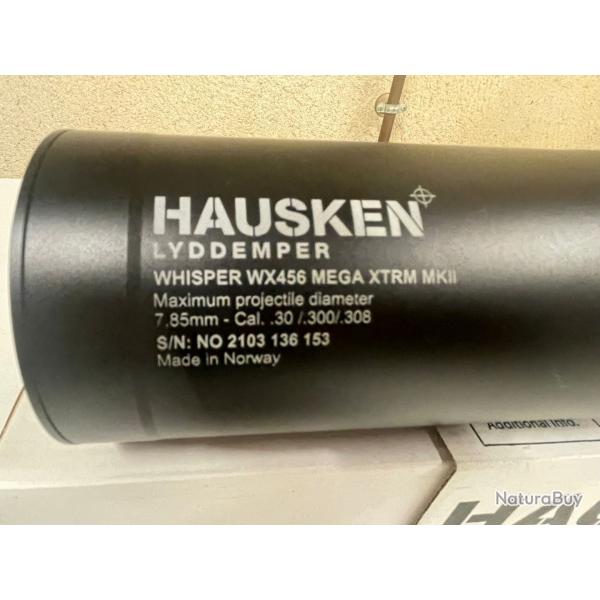 HAUSKEN
LYDDEMPER
WHISPER WX456 MEGA XTRM MKII
Maximum projectile diameter
7.85mm - Cal. .30 /.300/.308
S/N: NO 2103 136 153
Made in Norway
Additional Info.
NaturaBuy